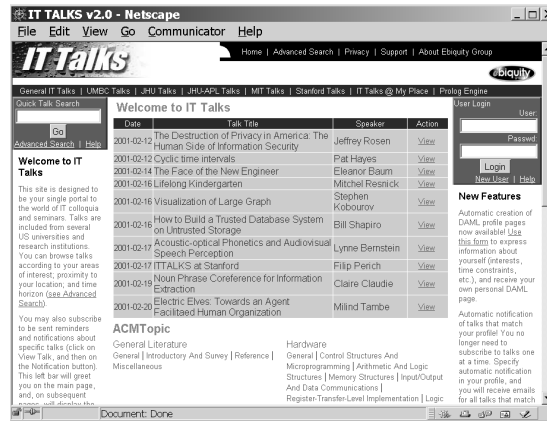 IT TALKS v2.0 - Netscape
File Edit View Go Communicator Help
IT Talks
Home | Advanced Search | Privacy | Support | About Ebiquity Group
ebiquity
General IT Talks | UMBC Talks | JHU Talks | JHU-APL Talks | MIT Talks | Stanford Talks | IT Talks @ My Place | Prolog Engine
Quick Talk Search
Go
Advanced Search | Help
Welcome to IT
Talks
This site is designed to
be your single portal to
the world of IT colloquia
and seminars. Talks are
included from several
US universities and
research institutions.
You can browse talks
according to your areas
of interest; proximity to
your location; and time
horizon (see Advanced
Search).
You may also subscribe
to be sent reminders
and notifications about
specific talks (click on
View Talk, and then on
the Notification button).
This left bar will greet
you on the main page,
and, on subsequent
pages, will display the
Welcome to IT Talks
Date Talk Title Speaker Action
2001-02-12 The Destruction of Privacy in America: The Human Side of Information Security Jeffrey Rosen View
2001-02-12 Cyclic time intervals Pat Hayes View
2001-02-14 The Face of the New Engineer Eleanor Baum View
2001-02-16 Lifelong Kindergarten Mitchel Resnick View
2001-02-16 Visualization of Large Graph Stephen Kobourov View
2001-02-16 How to Build a Trusted Database System on Untrusted Storage Bill Shapiro View
2001-02-17 Acoustic-optical Phonetics and Audiovisual Speech Perception Lynne Bernstein View
2001-02-17 ITTALKS at Stanford Filip Perich View
2001-02-19 Noun Phrase Coreference for Information Extraction Claire Claudie View
2001-02-20 Electric Elves: Towards an Agent Facilitaed Human Organization Milind Tambe View
ACMTopic
General Literature
General | Introductory And Survey | Reference |
Miscellaneous
Hardware
General | Control Structures And
Microprogramming | Arithmetic And Logic
Structures | Memory Structures | Input/Output
And Data Communications |
Register-Transfer-Level Implementation | Logic
User Login
User:
Passwd:
Login
New User | Help
New Features
Automatic creation of
DAML profile pages
now available! Use
this form to express
information about
yourself (interests,
time constraints,
etc.), and receive your
own personal DAML
page.
Automatic notification
of talks that match
your profile! You no
longer need to
subscribe to talks one
at a time. Specify
automatic notification
in your profile, and
you will receive emails
for all talks that match
Document: Done